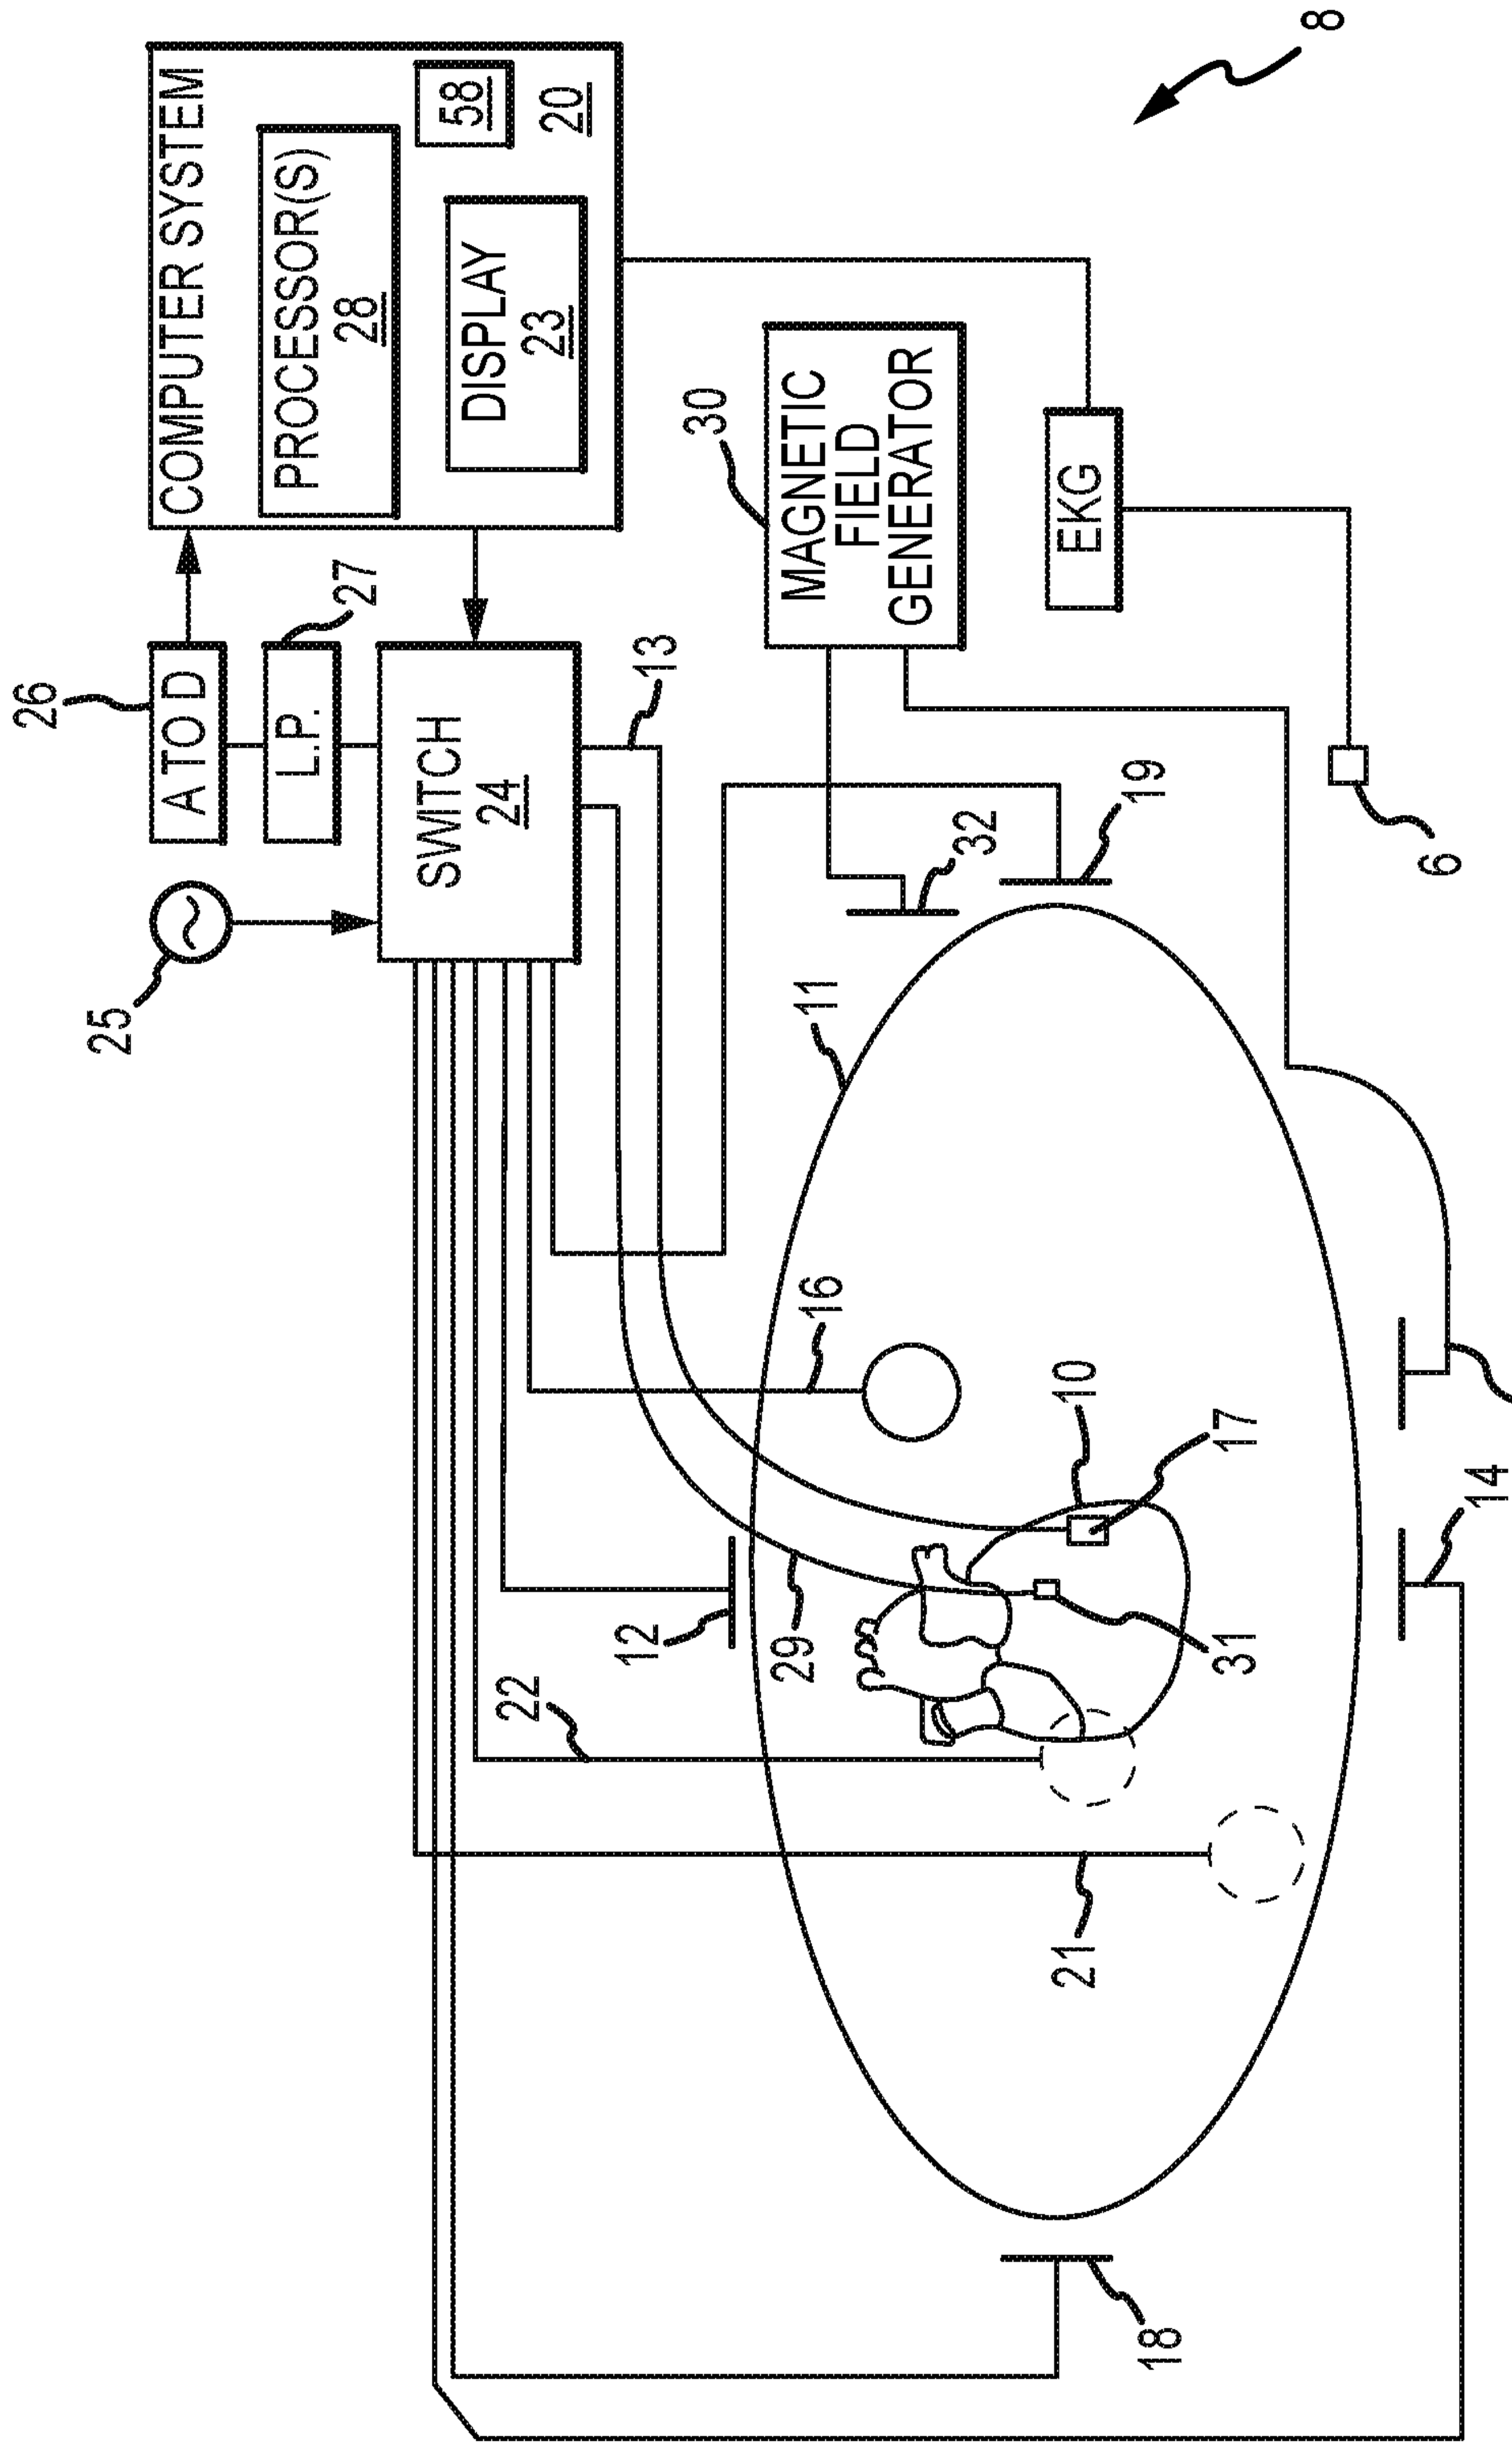 COMPUTER SYSTEM
PROCESSOR(S)
28
58
20
DISPLAY
23
26
A TO D
27
L.P.
25
SWITCH
24
13
30
MAGNETIC
FIELD
GENERATOR
EKG
8
6
32
19
11
16
10
17
12
29
31
22
21
14
18